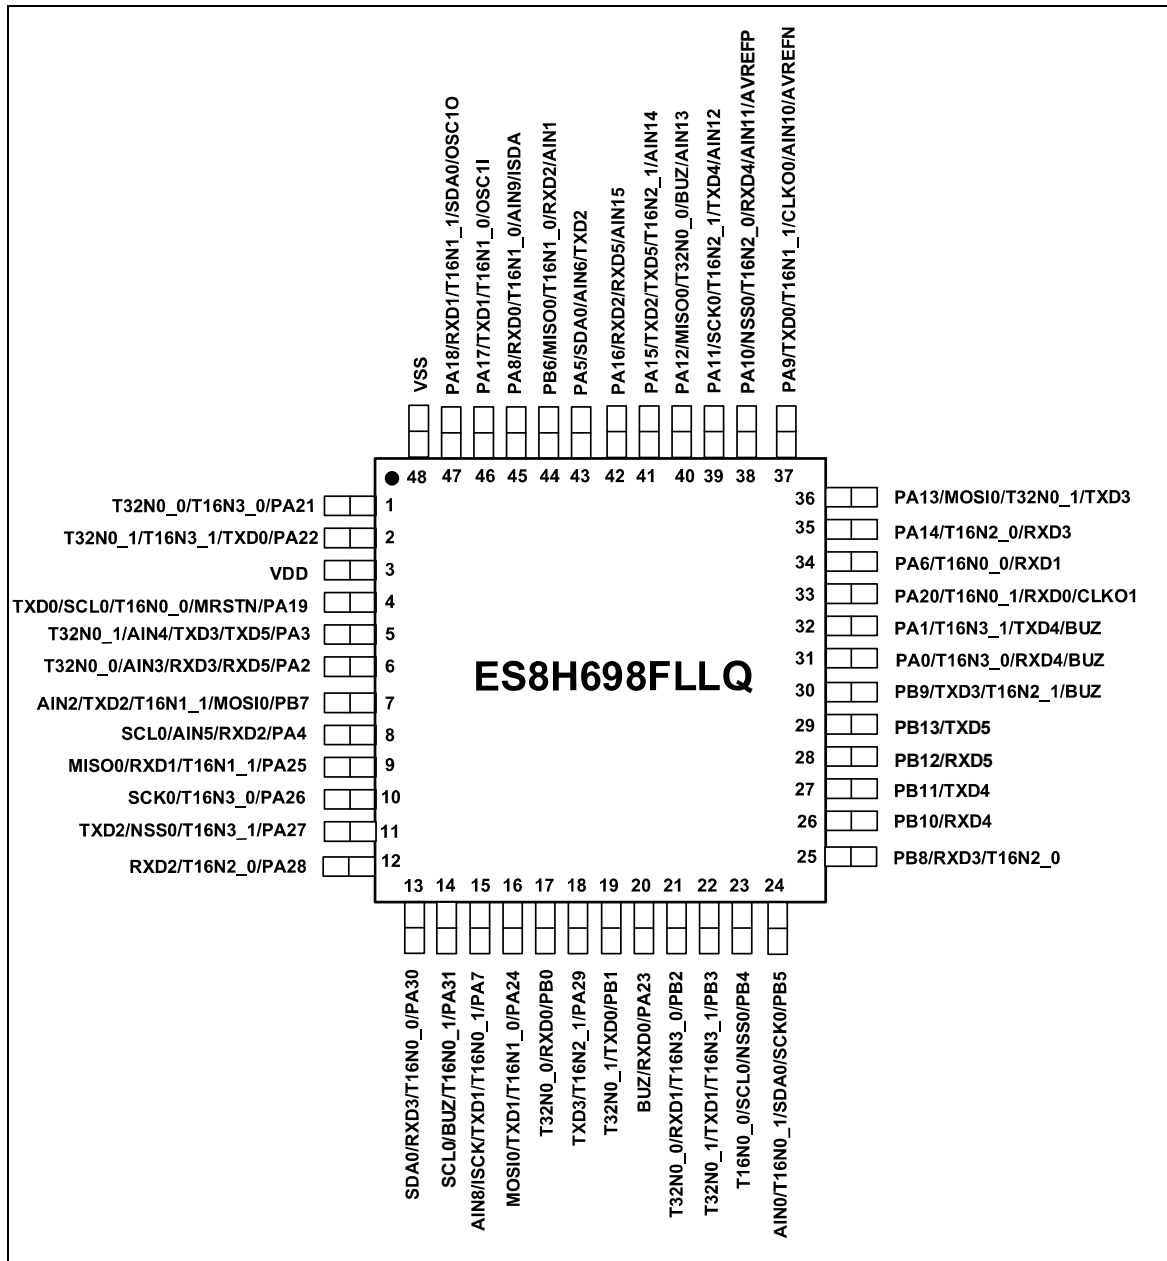 PA18/RXD1/T16N1_1/SDA0/OSC1O
PA17/TXD1/T16N1_0/OSC1I
PA8/RXD0/T16N1_0/AIN9/ISDA
PB6/MISO0/T16N1_0/RXD2/AIN1
PA5/SDA0/AIN6/TXD2
PA16/RXD2/RXD5/AIN15
PA15/TXD2/TXD5/T16N2_1/AIN14
PA12/MISO0/T32N0_0/BUZ/AIN13
PA11/SCK0/T16N2_1/TXD4/AIN12
PA10/NSS0/T16N2_0/RXD4/AIN11/AVREFP
PA9/TXD0/T16N1_1/CLKO0/AIN10/AVREFN
VSS
48 47 46 45 44 43 42 41 40 39 38 37
T32N0_0/T16N3_0/PA21 1
T32N0_1/T16N3_1/TXD0/PA22 2
VDD 3
TXD0/SCL0/T16N0_0/MRSTN/PA19 4
T32N0_1/AIN4/TXD3/TXD5/PA3 5
T32N0_0/AIN3/RXD3/RXD5/PA2 6
AIN2/TXD2/T16N1_1/MOSI0/PB7 7
SCL0/AIN5/RXD2/PA4 8
MISO0/RXD1/T16N1_1/PA25 9
SCK0/T16N3_0/PA26 10
TXD2/NSS0/T16N3_1/PA27 11
RXD2/T16N2_0/PA28 12
ES8H698FLLQ
36 PA13/MOSI0/T32N0_1/TXD3
35 PA14/T16N2_0/RXD3
34 PA6/T16N0_0/RXD1
33 PA20/T16N0_1/RXD0/CLKO1
32 PA1/T16N3_1/TXD4/BUZ
31 PA0/T16N3_0/RXD4/BUZ
30 PB9/TXD3/T16N2_1/BUZ
29 PB13/TXD5
28 PB12/RXD5
27 PB11/TXD4
26 PB10/RXD4
25 PB8/RXD3/T16N2_0
13 14 15 16 17 18 19 20 21 22 23 24
SDA0/RXD3/T16N0_0/PA30
SCL0/BUZ/T16N0_1/PA31
AIN8/ISCK/TXD1/T16N0_1/PA7
MOSI0/TXD1/T16N1_0/PA24
T32N0_0/RXD0/PB0
TXD3/T16N2_1/PA29
T32N0_1/TXD0/PB1
BUZ/RXD0/PA23
T32N0_0/RXD1/T16N3_0/PB2
T32N0_1/TXD1/T16N3_1/PB3
T16N0_0/SCL0/NSS0/PB4
AIN0/T16N0_1/SDA0/SCK0/PB5